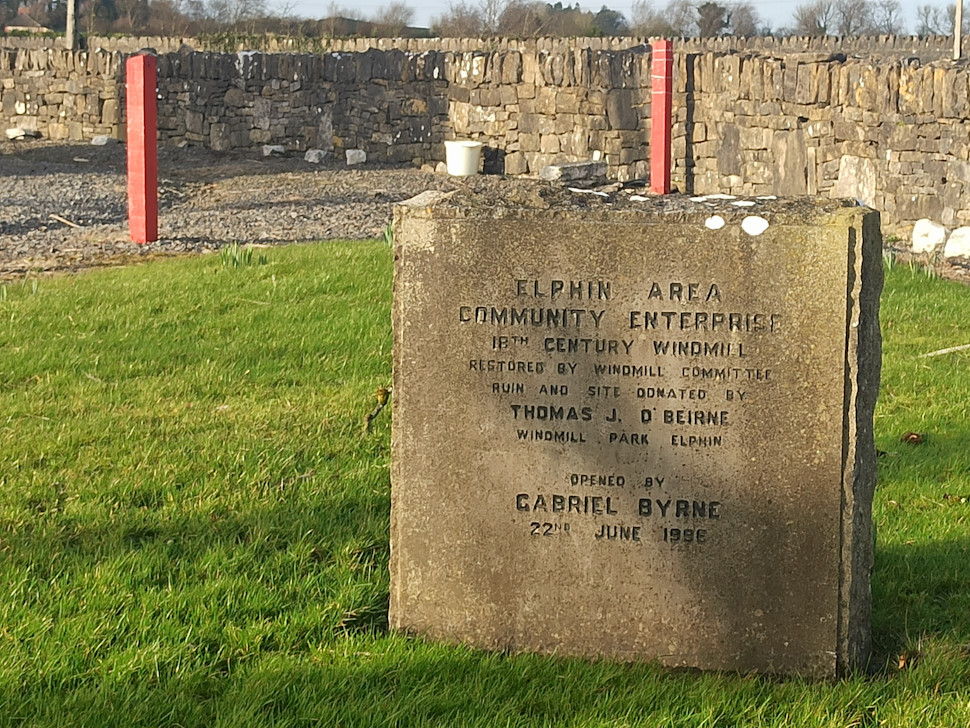 ELPHIN AREA
COMMUNITY ENTERPRISE
18TH CENTURY WINDMILL
RESTORED BY WINDMILL COMMITTEE
RUIN AND SITE DONATED BY
THOMAS J. O'BEIRNE
WINDMILL PARK ELPHIN
OPENED BY
GABRIEL BYRNE
22ND JUNE 1996